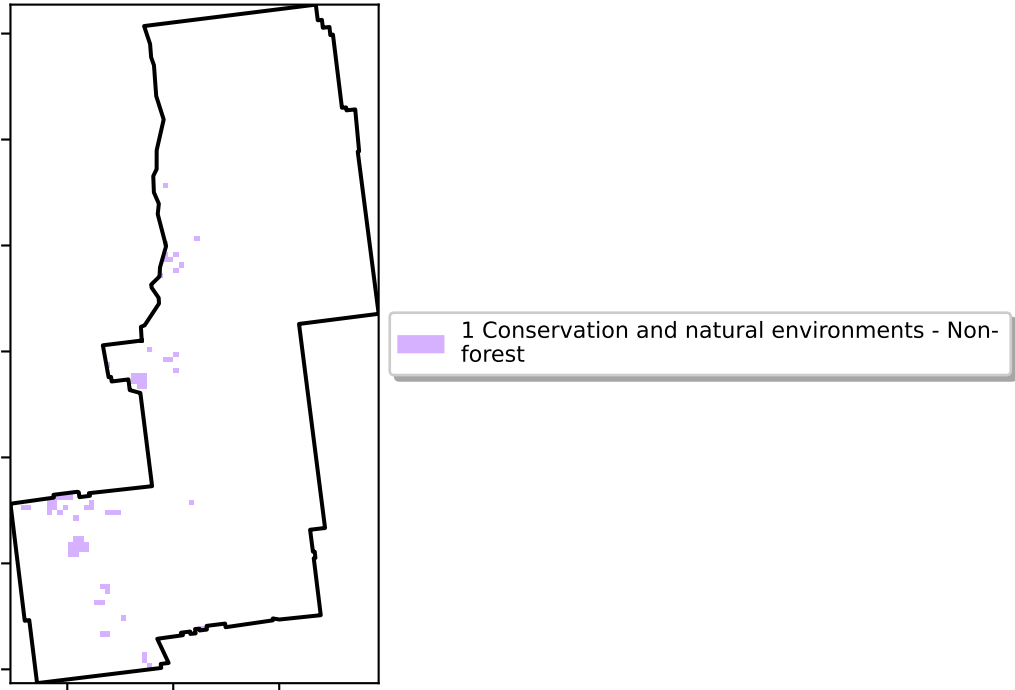 1 Conservation and natural environments - Non-
forest